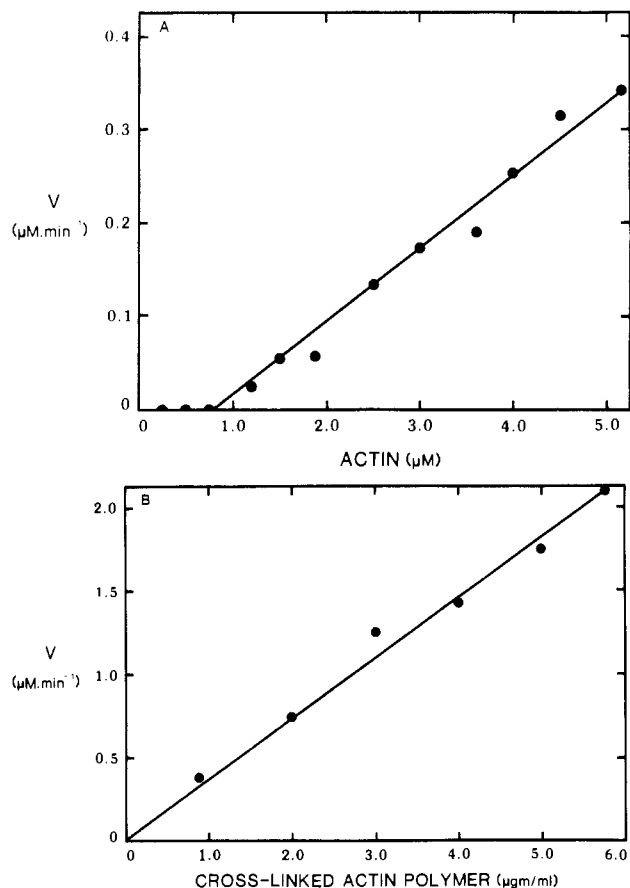 A
0.4
0.3
0.2
0.1
0
V
(μM.min⁻¹)
0 1.0 2.0 3.0 4.0 5.0
ACTIN (μM)
B
2.0
1.5
1.0
0.5
0
V
(μM.min⁻¹)
0 1.0 2.0 3.0 4.0 5.0 6.0
CROSS-LINKED ACTIN POLYMER (μgm/ml)